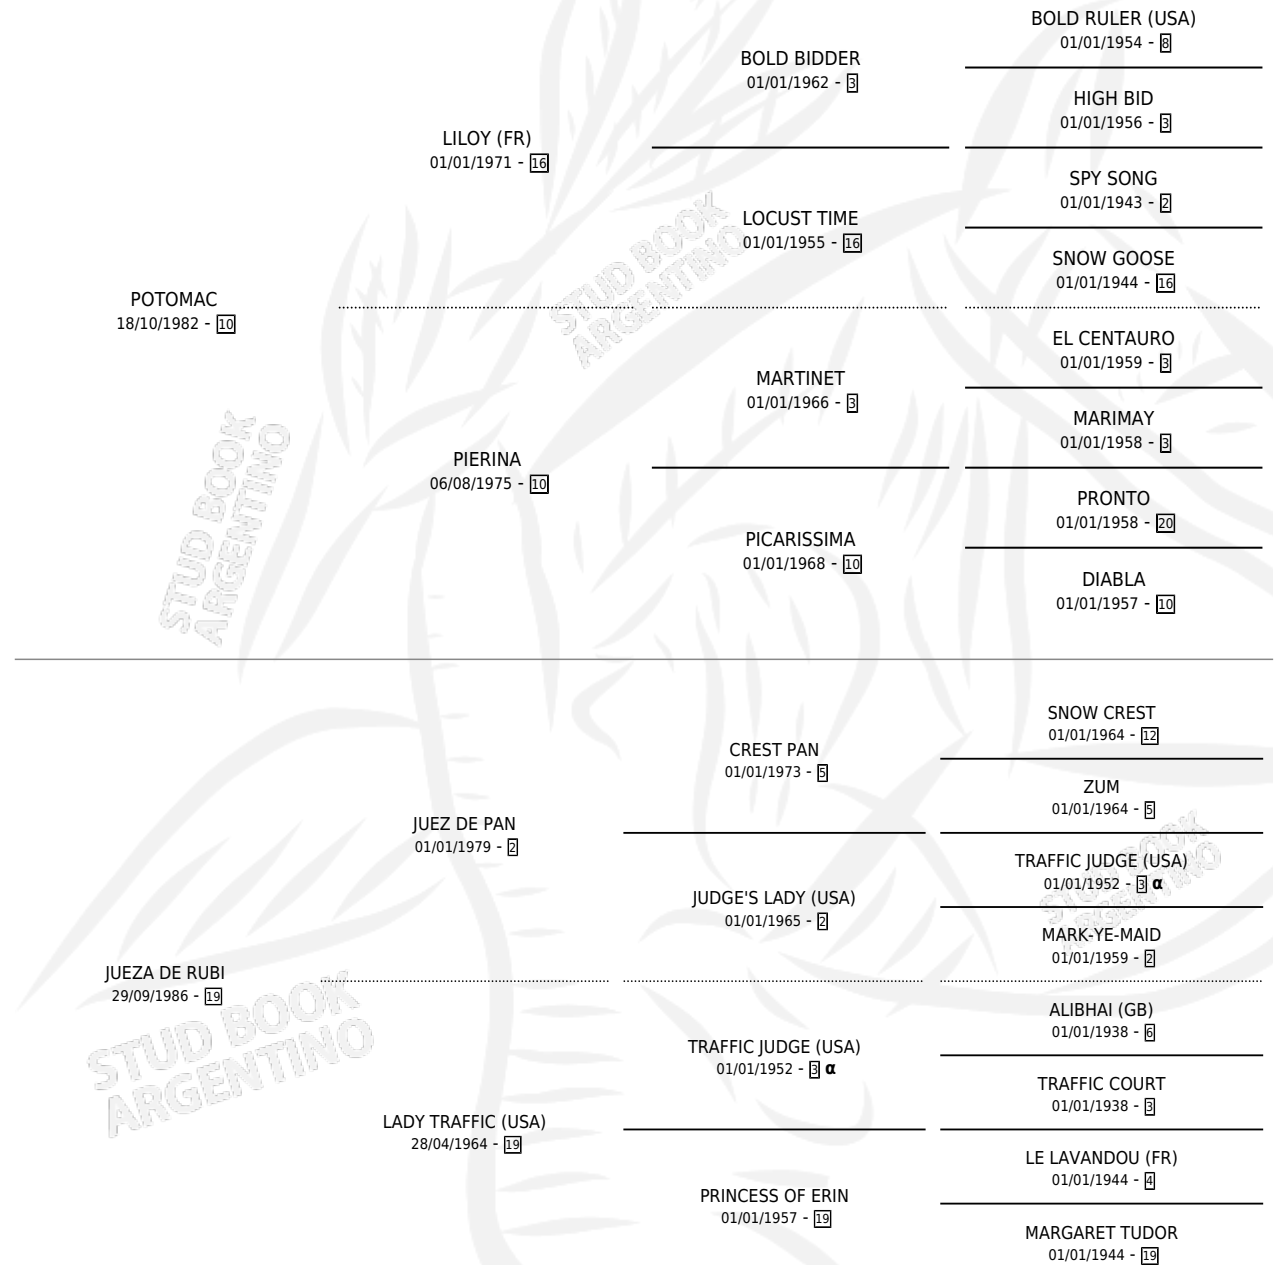 BOLD RULER (USA)
01/01/1954 - 8
BOLD BIDDER
01/01/1962 - 3
HIGH BID
01/01/1956 - 3
LILOY (FR)
01/01/1971 - 16
SPY SONG
01/01/1943 - 2
LOCUST TIME
01/01/1955 - 16
SNOW GOOSE
01/01/1944 - 16
POTOMAC
18/10/1982 - 10
EL CENTAURO
01/01/1959 - 3
MARTINET
01/01/1966 - 3
MARIMAY
01/01/1958 - 3
PIERINA
06/08/1975 - 10
PRONTO
01/01/1958 - 20
PICARISSIMA
01/01/1968 - 10
DIABLA
01/01/1957 - 10
SNOW CREST
01/01/1964 - 12
CREST PAN
01/01/1973 - 5
ZUM
01/01/1964 - 5
JUEZ DE PAN
01/01/1979 - 2
TRAFFIC JUDGE (USA)
01/01/1952 - 3 α
JUDGE'S LADY (USA)
01/01/1965 - 2
MARK-YE-MAID
01/01/1959 - 2
JUEZA DE RUBI
29/09/1986 - 19
ALIBHAI (GB)
01/01/1938 - 6
TRAFFIC JUDGE (USA)
01/01/1952 - 3 α
TRAFFIC COURT
01/01/1938 - 3
LADY TRAFFIC (USA)
28/04/1964 - 19
LE LAVANDOU (FR)
01/01/1944 - 4
PRINCESS OF ERIN
01/01/1957 - 19
MARGARET TUDOR
01/01/1944 - 19
STUD BOOK
ARGENTINO
STUD BOOK
ARGENTINO
STUD BOOK
ARGENTINO
STUD BOOK
ARGENTINO